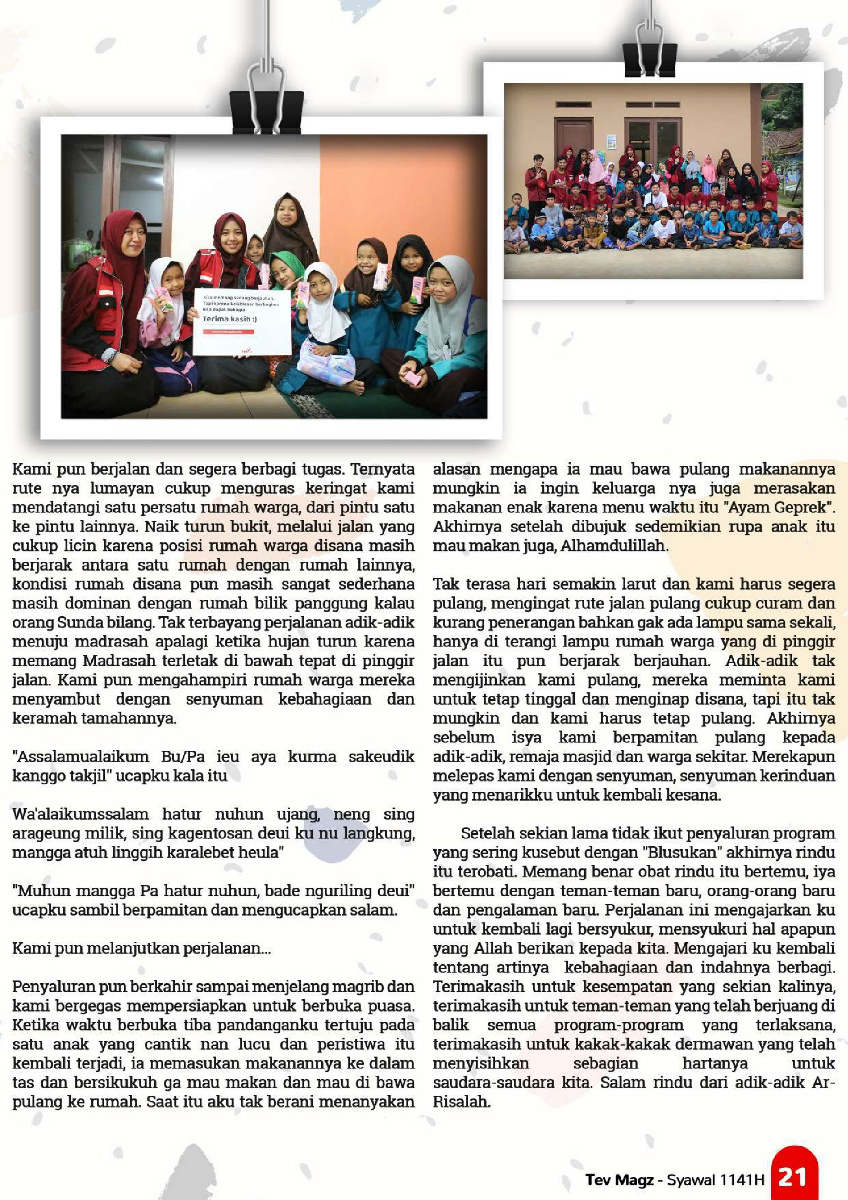 Terima kasih :)
Kami pun berjalan dan segera berbagi tugas. Ternyata
rute nya lumayan cukup menguras keringat kami
mendatangi satu persatu rumah warga, dari pintu satu
ke pintu lainnya. Naik turun bukit, melalui jalan yang
cukup licin karena posisi rumah warga disana masih
berjarak antara satu rumah dengan rumah lainnya,
kondisi rumah disana pun masih sangat sederhana
masih dominan dengan rumah bilik panggung kalau
orang Sunda bilang. Tak terbayang perjalanan adik-adik
menuju madrasah apalagi ketika hujan turun karena
memang Madrasah terletak di bawah tepat di pinggir
jalan. Kami pun mengahampiri rumah warga mereka
menyambut dengan senyuman kebahagiaan dan
keramah tamahannya.
"Assalamualaikum Bu/Pa ieu aya kurma sakeudik
kanggo takjil" ucapku kala itu
Wa'alaikumssalam hatur nuhun ujang, neng sing
arageung milik, sing kagentosan deui ku nu langkung,
mangga atuh linggih karalebet heula"
"Muhun mangga Pa hatur nuhun, bade nguriling deui"
ucapku sambil berpamitan dan mengucapkan salam.
Kami pun melanjutkan perjalanan...
Penyaluran pun berkahir sampai menjelang magrib dan
kami bergegas mempersiapkan untuk berbuka puasa.
Ketika waktu berbuka tiba pandanganku tertuju pada
satu anak yang cantik nan lucu dan peristiwa itu
kembali terjadi, ia memasukan makanannya ke dalam
tas dan bersikukuh ga mau makan dan mau di bawa
pulang ke rumah. Saat itu aku tak berani menanyakan
alasan mengapa ia mau bawa pulang makanannya
mungkin ia ingin keluarga nya juga merasakan
makanan enak karena menu waktu itu "Ayam Geprek".
Akhirnya setelah dibujuk sedemikian rupa anak itu
mau makan juga, Alhamdulillah.
Tak terasa hari semakin larut dan kami harus segera
pulang, mengingat rute jalan pulang cukup curam dan
kurang penerangan bahkan gak ada lampu sama sekali,
hanya di terangi lampu rumah warga yang di pinggir
jalan itu pun berjarak berjauhan. Adik-adik tak
mengijinkan kami pulang, mereka meminta kami
untuk tetap tinggal dan menginap disana, tapi itu tak
mungkin dan kami harus tetap pulang. Akhirnya
sebelum isya kami berpamitan pulang kepada
adik-adik, remaja masjid dan warga sekitar. Merekapun
melepas kami dengan senyuman, senyuman kerinduan
yang menarikku untuk kembali kesana.
Setelah sekian lama tidak ikut penyaluran program
yang sering kusebut dengan "Blusukan" akhirnya rindu
itu terobati. Memang benar obat rindu itu bertemu, iya
bertemu dengan teman-teman baru, orang-orang baru
dan pengalaman baru. Perjalanan ini mengajarkan ku
untuk kembali lagi bersyukur, mensyukuri hal apapun
yang Allah berikan kepada kita. Mengajari ku kembali
tentang artinya kebahagiaan dan indahnya berbagi.
Terimakasih untuk kesempatan yang sekian kalinya,
terimakasih untuk teman-teman yang telah berjuang di
balik semua program-program yang terlaksana,
terimakasih untuk kakak-kakak dermawan yang telah
menyisihkan sebagian hartanya untuk
saudara-saudara kita. Salam rindu dari adik-adik Ar-
Risalah.
Tev Magz - Syawal 1141H 21